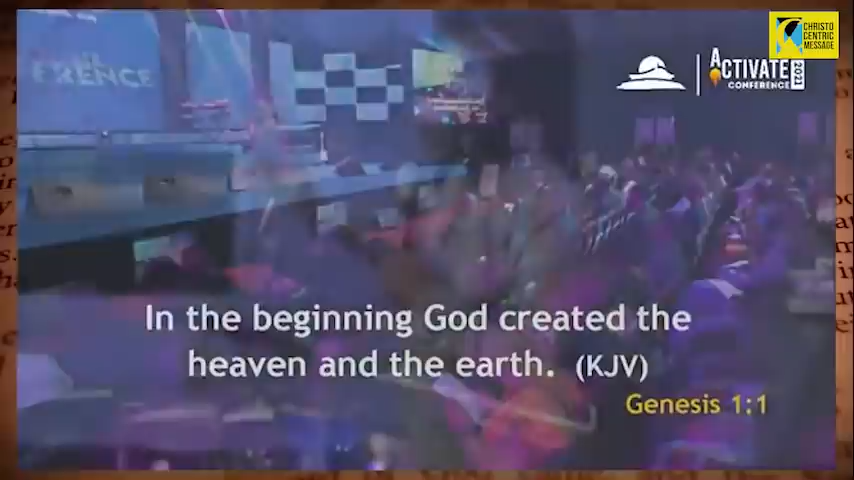 CHRISTO
CENTRIC
MESSAGE
ACTIVATE
CONFERENCE
2021
In the beginning God created the
heaven and the earth. (KJV)
Genesis 1:1